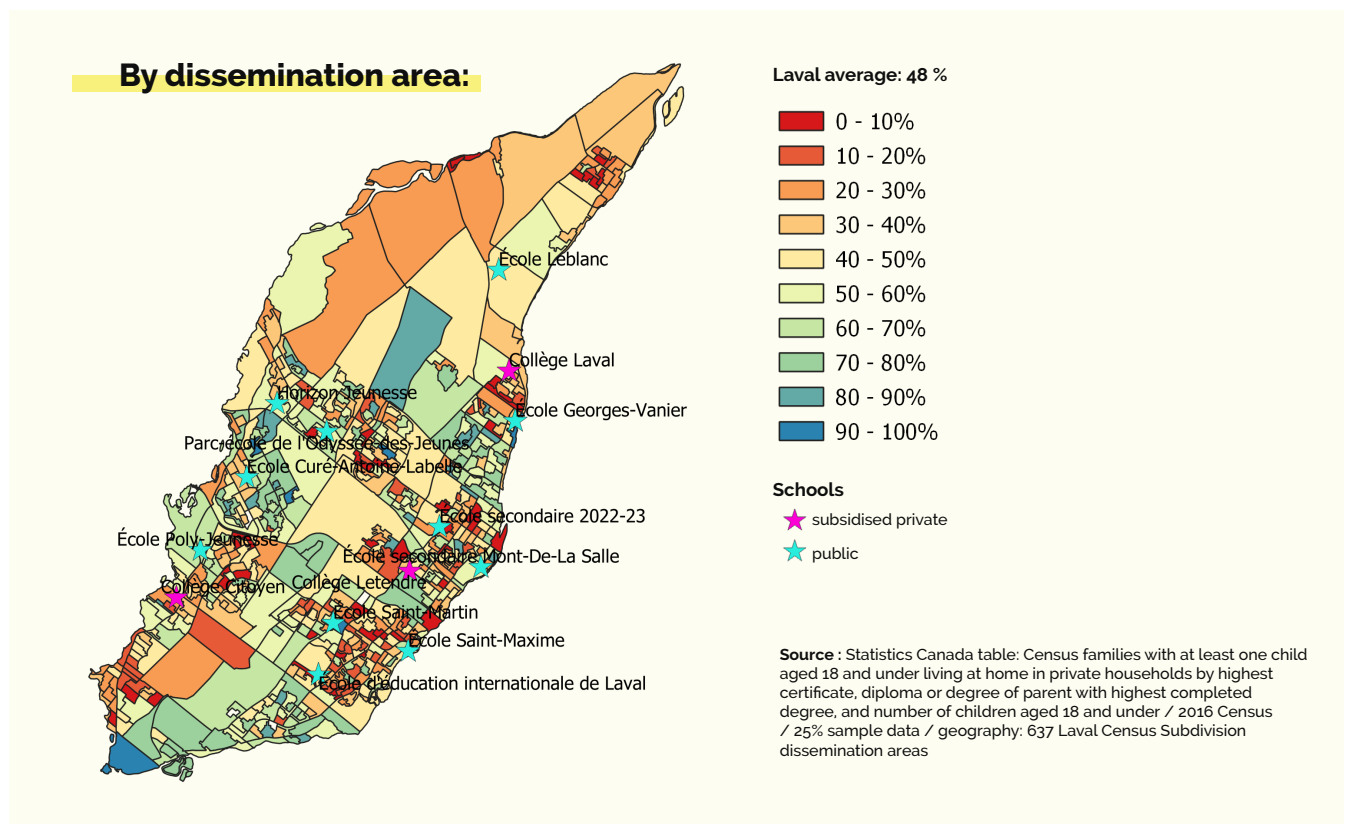 By dissemination area:
Laval average: 48 %
0 - 10%
10 - 20%
20 - 30%
30 - 40%
40 - 50%
50 - 60%
60 - 70%
70 - 80%
80 - 90%
90 - 100%
Schools
subsidised private
public
École Leblanc
Collège Laval
Horizon Jeunesse
École Georges-Vanier
Parc-école de l'Odyssée-des-Jeunes
École Curé-Antoine-Labelle
École secondaire 2022-23
École Poly-Jeunesse
École secondaire Mont-De-La Salle
Collège Citoyen
Collège Letendre
École Saint-Martin
École Saint-Maxime
École d'éducation internationale de Laval
Source : Statistics Canada table: Census families with at least one child
aged 18 and under living at home in private households by highest
certificate, diploma or degree of parent with highest completed
degree, and number of children aged 18 and under / 2016 Census
/ 25% sample data / geography: 637 Laval Census Subdivision
dissemination areas